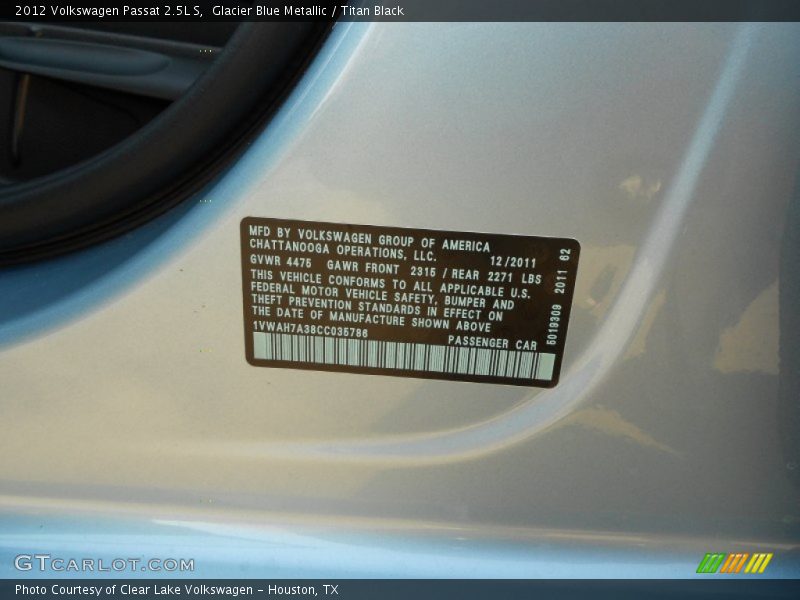 2012 Volkswagen Passat 2.5L S,  Glacier Blue Metallic / Titan Black
MFD BY VOLKSWAGEN GROUP OF AMERICA
CHATTANOOGA OPERATIONS, LLC. 12/2011
GVWR 4475 GAWR FRONT 2315 / REAR 2271 LBS
THIS VEHICLE CONFORMS TO ALL APPLICABLE U.S.
FEDERAL MOTOR VEHICLE SAFETY, BUMPER AND
THEFT PREVENTION STANDARDS IN EFFECT ON
THE DATE OF MANUFACTURE SHOWN ABOVE
1VWAH7A38CC035786 PASSENGER CAR
5019309 2011 62
GTCARLOT.COM
Photo Courtesy of Clear Lake Volkswagen - Houston, TX